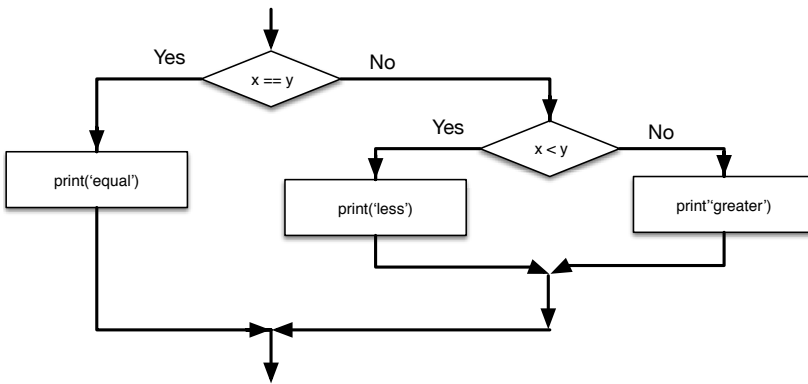 Yes
x == y
No
Yes
x < y
No
print(‘equal’)
print(‘less’)
print’‘greater’)